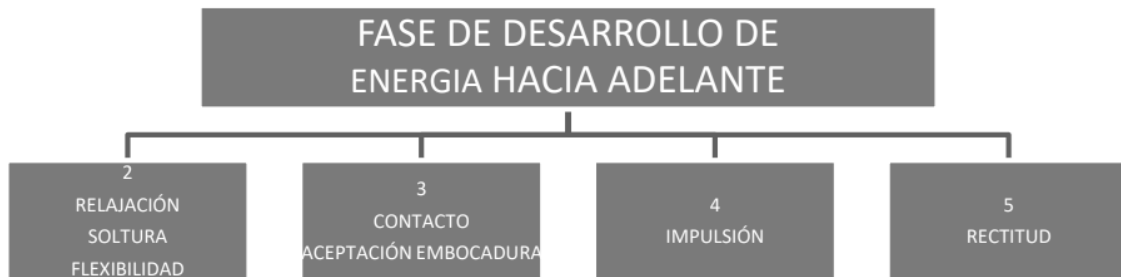 FASE DE DESARROLLO DE
ENERGIA HACIA ADELANTE
2
RELAJACIÓN
SOLTURA
FLEXIBILIDAD
3
CONTACTO
ACEPTACIÓN EMBOCADURA
4
IMPULSIÓN
5
RECTITUD